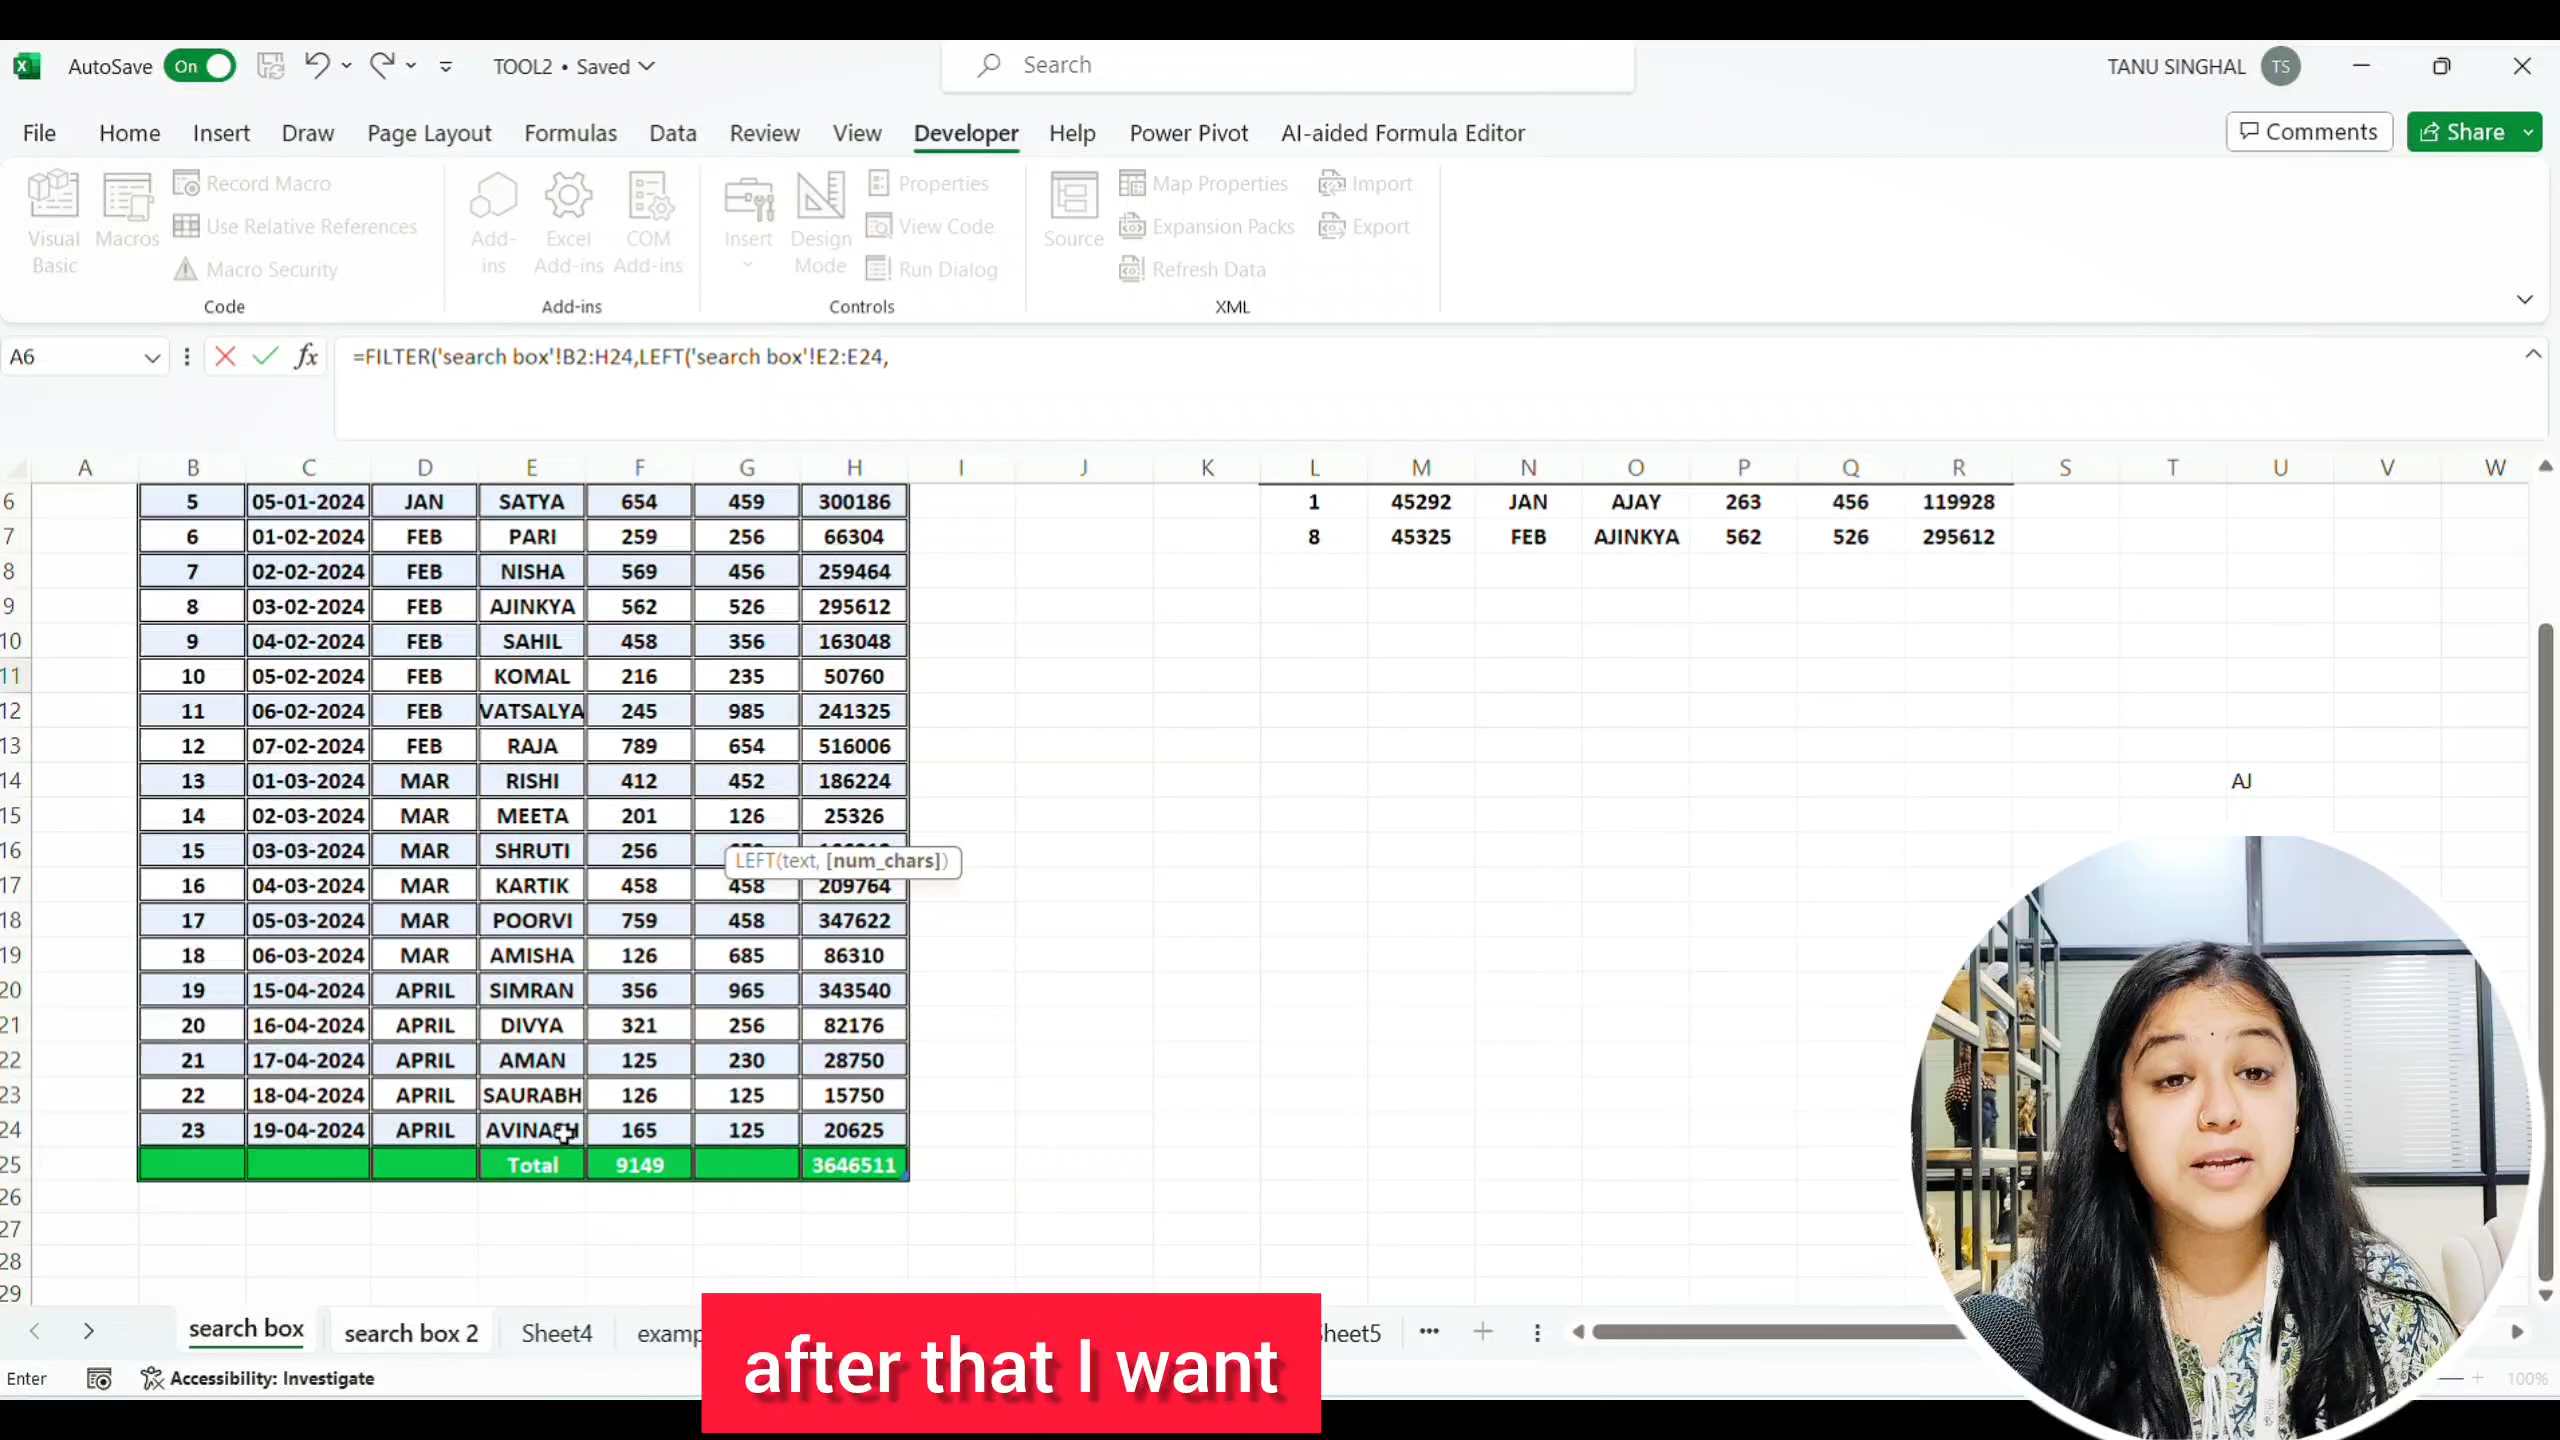 AutoSave On TOOL2 • Saved Search TANU SINGHAL TS
File Home Insert Draw Page Layout Formulas Data Review View Developer Help Power Pivot AI-aided Formula Editor Comments Share
Visual Basic
Macros
Record Macro
Use Relative References
Macro Security
Code
Add-ins
Excel Add-ins
COM Add-ins
Add-ins
Insert
Design Mode
Properties
View Code
Run Dialog
Controls
Source
Map Properties
Expansion Packs
Refresh Data
Import
Export
XML
A6 fx =FILTER('search box'!B2:H24,LEFT('search box'!E2:E24,
A B C D E F G H I J K L M N O P Q R S T U V W
6 5 05-01-2024 JAN SATYA 654 459 300186 1 45292 JAN AJAY 263 456 119928
7 6 01-02-2024 FEB PARI 259 256 66304 8 45325 FEB AJINKYA 562 526 295612
8 7 02-02-2024 FEB NISHA 569 456 259464
9 8 03-02-2024 FEB AJINKYA 562 526 295612
10 9 04-02-2024 FEB SAHIL 458 356 163048
11 10 05-02-2024 FEB KOMAL 216 235 50760
12 11 06-02-2024 FEB VATSALYA 245 985 241325
13 12 07-02-2024 FEB RAJA 789 654 516006
14 13 01-03-2024 MAR RISHI 412 452 186224 AJ
15 14 02-03-2024 MAR MEETA 201 126 25326
16 15 03-03-2024 MAR SHRUTI 256
LEFT(text, [num_chars])
17 16 04-03-2024 MAR KARTIK 458 458 209764
18 17 05-03-2024 MAR POORVI 759 458 347622
19 18 06-03-2024 MAR AMISHA 126 685 86310
20 19 15-04-2024 APRIL SIMRAN 356 965 343540
21 20 16-04-2024 APRIL DIVYA 321 256 82176
22 21 17-04-2024 APRIL AMAN 125 230 28750
23 22 18-04-2024 APRIL SAURABH 126 125 15750
24 23 19-04-2024 APRIL AVINASH 165 125 20625
25 Total 9149 3646511
26
27
28
29
search box search box 2 Sheet4 examp heet5
after that I want
Enter Accessibility: Investigate 100%